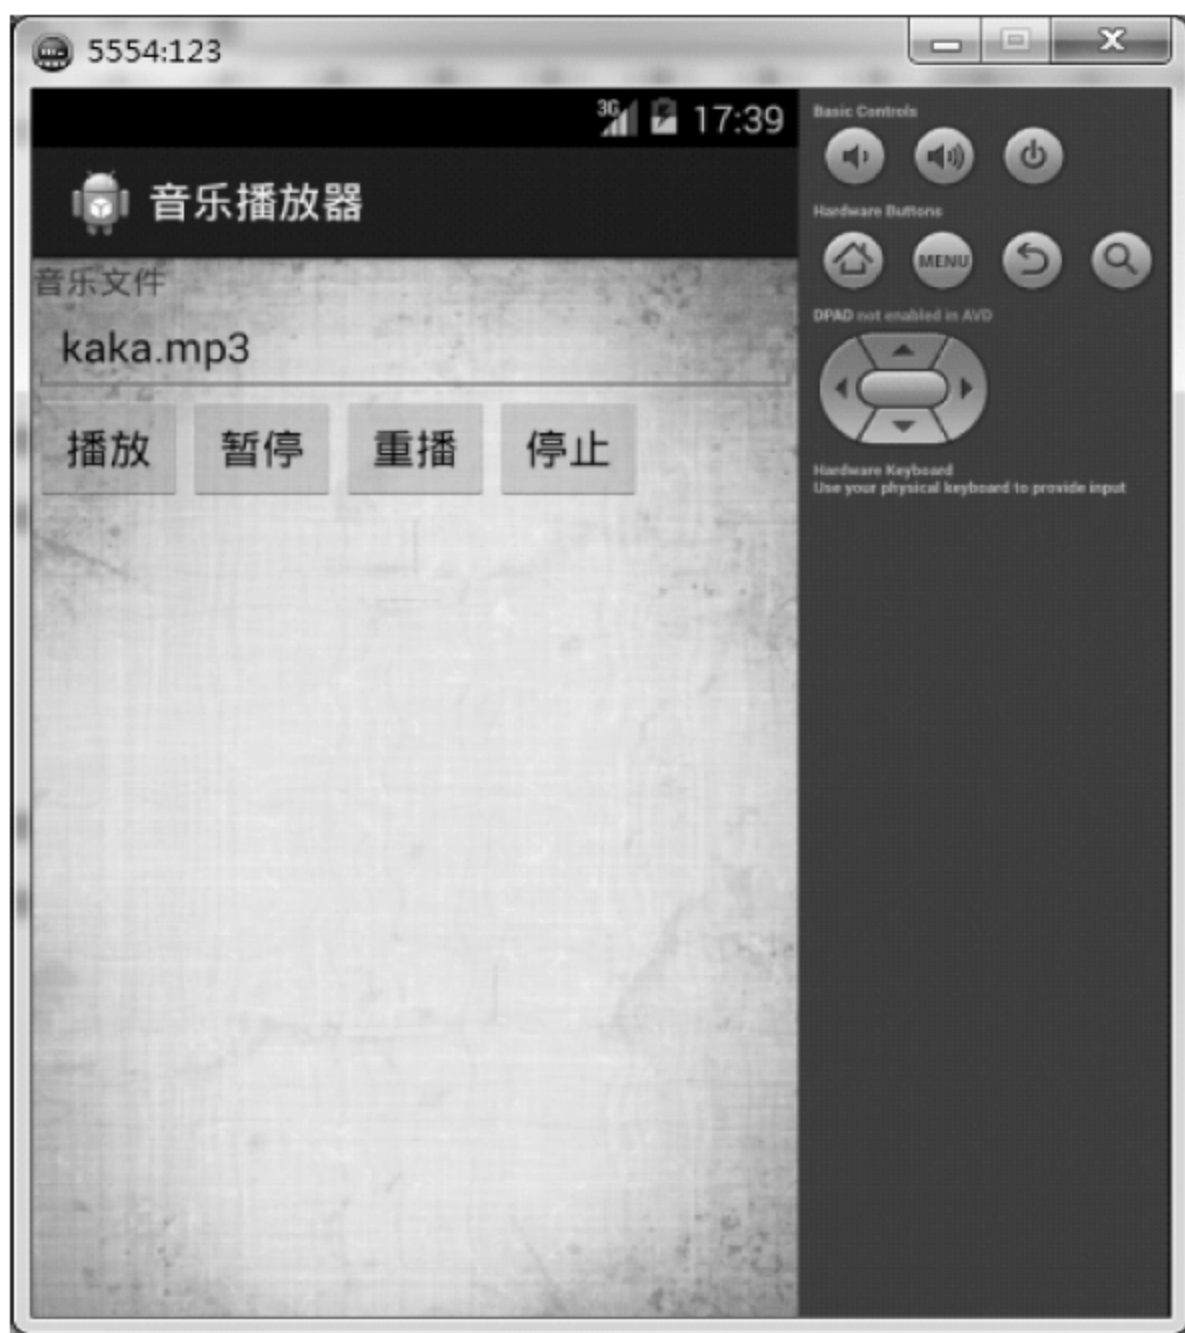 5554:123
3G 17:39
音乐播放器
音乐文件
kaka.mp3
播放 暂停 重播 停止
Basic Controls
Hardware Buttons
MENU
DPAD not enabled in AVD
Hardware Keyboard
Use your physical keyboard to provide input